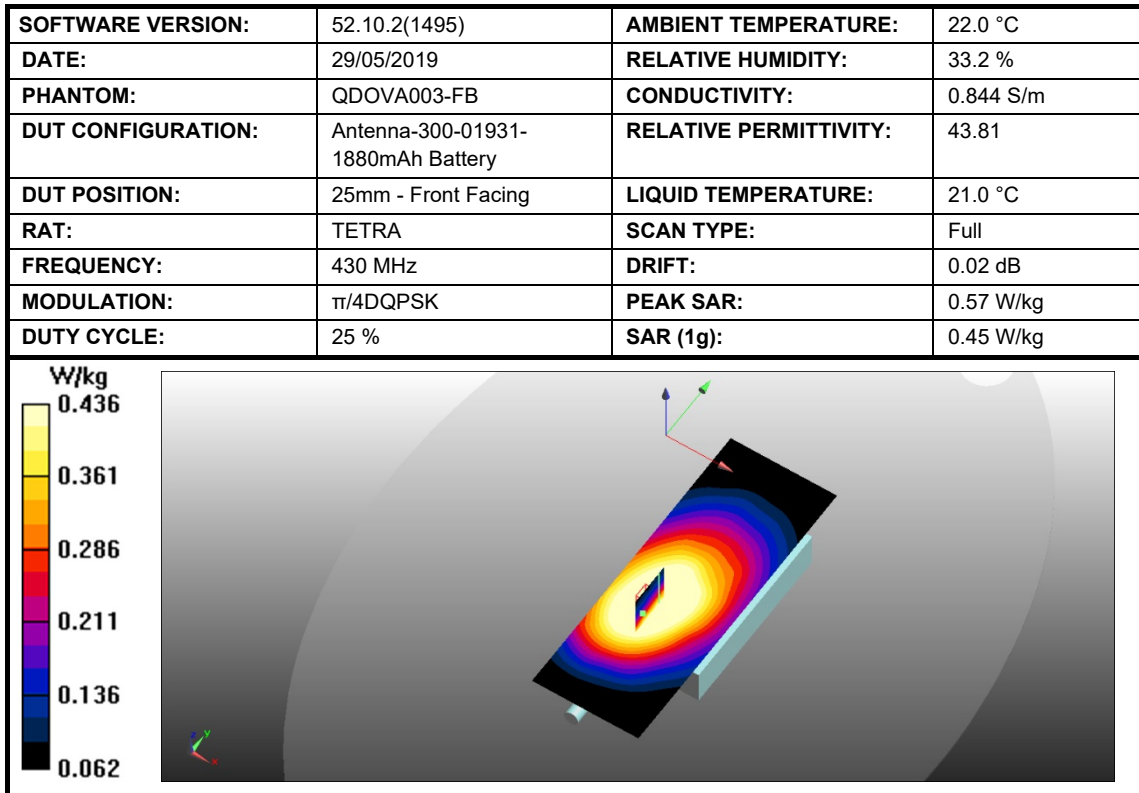 SOFTWARE VERSION: 52.10.2(1495) AMBIENT TEMPERATURE: 22.0 °C
DATE: 29/05/2019 RELATIVE HUMIDITY: 33.2 %
PHANTOM: QDOVA003-FB CONDUCTIVITY: 0.844 S/m
DUT CONFIGURATION: Antenna-300-01931- RELATIVE PERMITTIVITY: 43.81
1880mAh Battery
DUT POSITION: 25mm - Front Facing LIQUID TEMPERATURE: 21.0 °C
RAT: TETRA SCAN TYPE: Full
FREQUENCY: 430 MHz DRIFT: 0.02 dB
MODULATION: π/4DQPSK PEAK SAR: 0.57 W/kg
DUTY CYCLE: 25 % SAR (1g): 0.45 W/kg
W/kg
0.436
0.361
0.286
0.211
0.136
0.062
z y
x